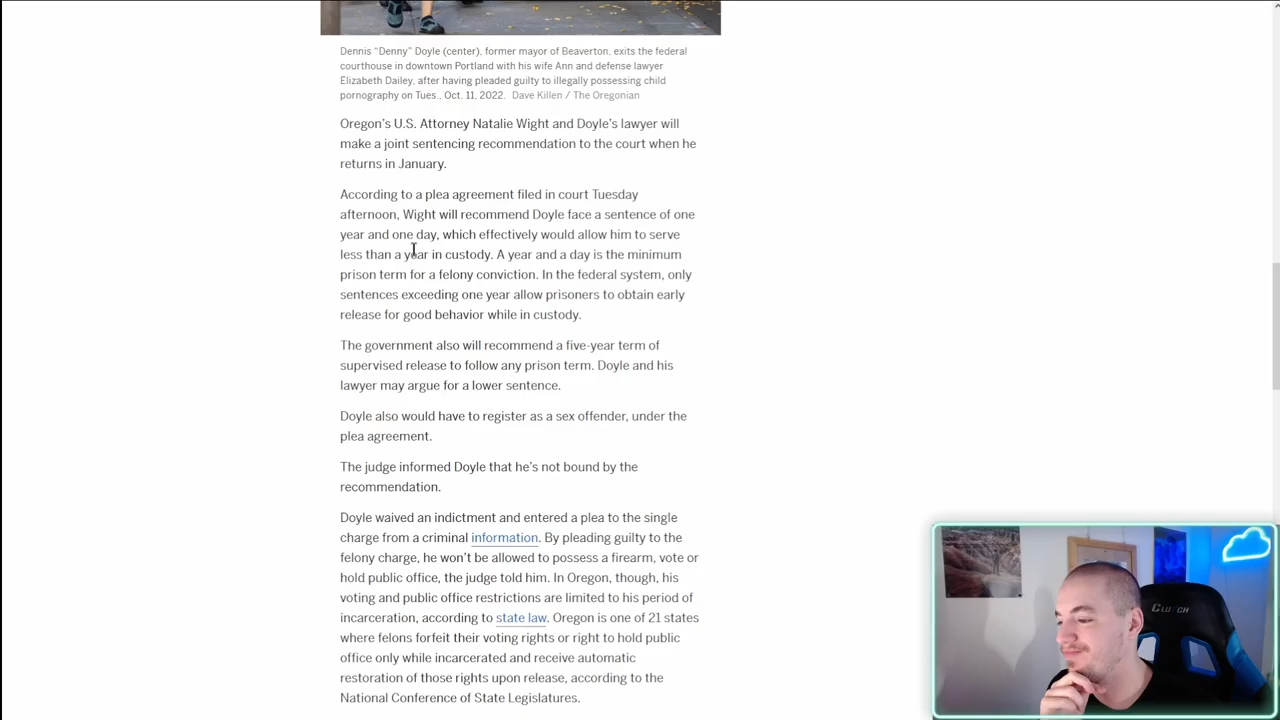 Dennis “Denny” Doyle (center), former mayor of Beaverton, exits the federal
courthouse in downtown Portland with his wife Ann and defense lawyer
Elizabeth Dailey, after having pleaded guilty to illegally possessing child
pornography on Tues., Oct. 11, 2022. Dave Killen / The Oregonian
Oregon’s U.S. Attorney Natalie Wight and Doyle’s lawyer will
make a joint sentencing recommendation to the court when he
returns in January.
According to a plea agreement filed in court Tuesday
afternoon, Wight will recommend Doyle face a sentence of one
year and one day, which effectively would allow him to serve
less than a year in custody. A year and a day is the minimum
prison term for a felony conviction. In the federal system, only
sentences exceeding one year allow prisoners to obtain early
release for good behavior while in custody.
The government also will recommend a five-year term of
supervised release to follow any prison term. Doyle and his
lawyer may argue for a lower sentence.
Doyle also would have to register as a sex offender, under the
plea agreement.
The judge informed Doyle that he’s not bound by the
recommendation.
Doyle waived an indictment and entered a plea to the single
charge from a criminal information. By pleading guilty to the
felony charge, he won’t be allowed to possess a firearm, vote or
hold public office, the judge told him. In Oregon, though, his
voting and public office restrictions are limited to his period of
incarceration, according to state law. Oregon is one of 21 states
where felons forfeit their voting rights or right to hold public
office only while incarcerated and receive automatic
restoration of those rights upon release, according to the
National Conference of State Legislatures.
CLUTCH